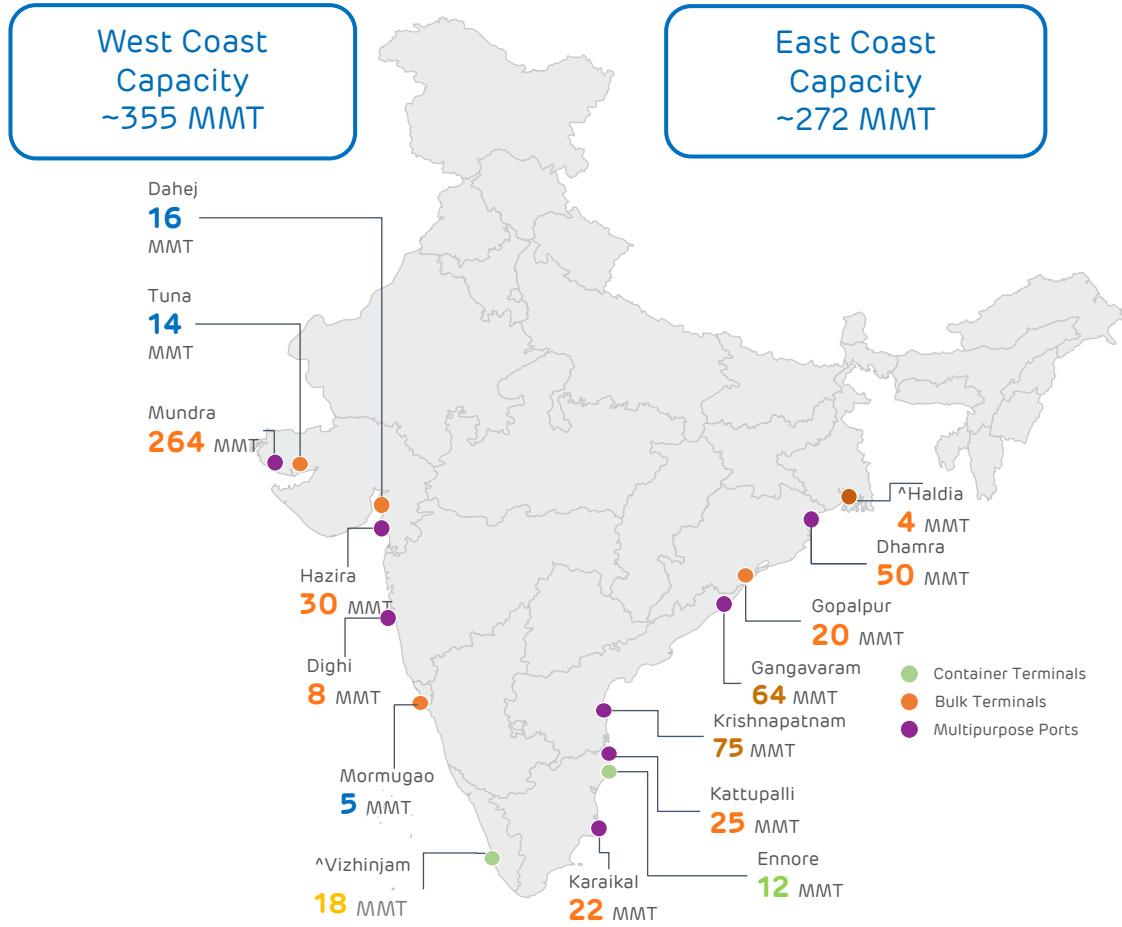 West Coast
Capacity
~355 MMT
East Coast
Capacity
~272 MMT
Dahej
16
MMT
Tuna
14
MMT
Mundra
264 MMT
Hazira
30 MMT
Dighi
8 MMT
Mormugao
5 MMT
^Vizhinjam
18 MMT
^Haldia
4 MMT
Dhamra
50 MMT
Gopalpur
20 MMT
Gangavaram
64 MMT
Krishnapatnam
75 MMT
Kattupalli
25 MMT
Ennore
12 MMT
Karaikal
22 MMT
Container Terminals
Bulk Terminals
Multipurpose Ports